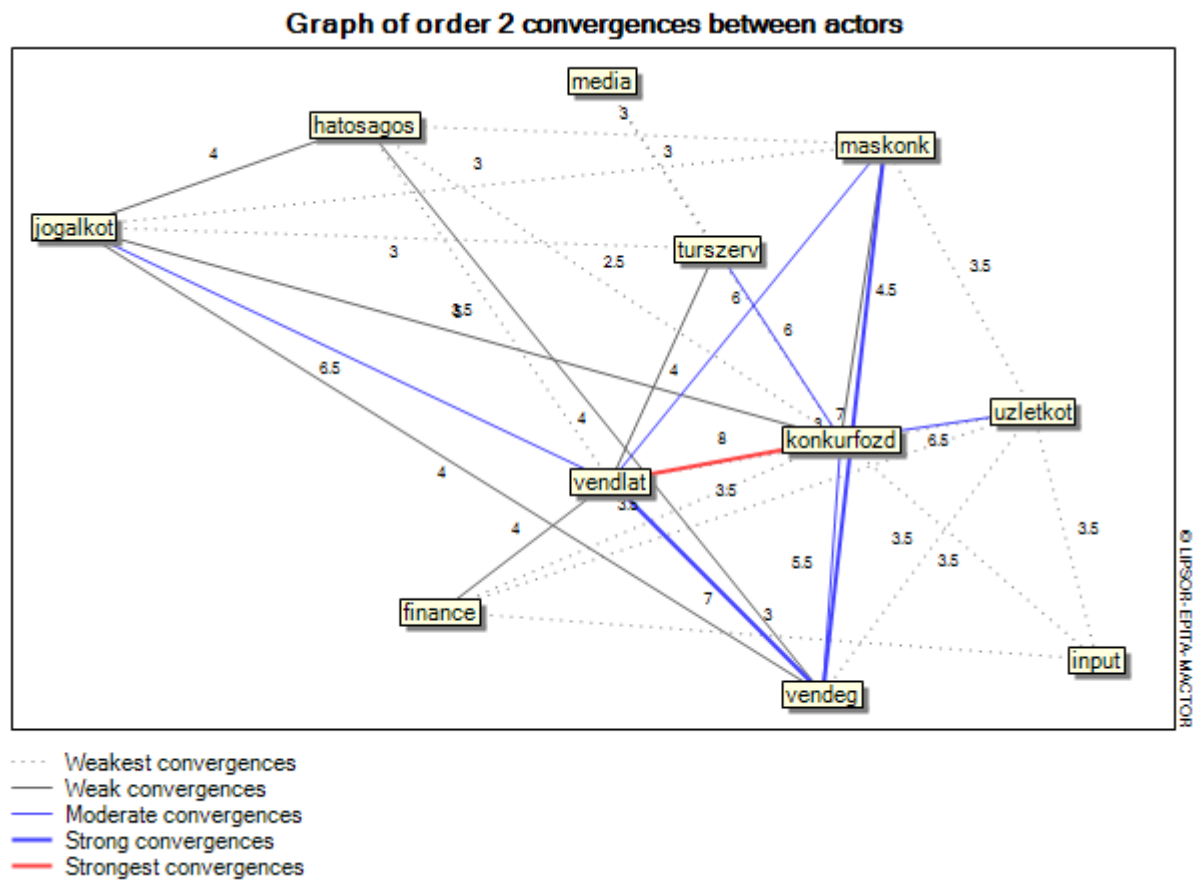 Graph of order 2 convergences between actors
media
hatosagos
3
maskonk
4
3
3
jogalkot
turszerv
3
2.5
3.5
4.5
6
3.5
6
6.5
4
uzletkot
4
7
3
konkurfozd
8
6.5
4
vendlat
3.5
3.5
4
3.5
3.5
3.5
5.5
7
3
finance
input
vendeg
© LIPSOR-EPITA-MACTOR
Weakest convergences
Weak convergences
Moderate convergences
Strong convergences
Strongest convergences